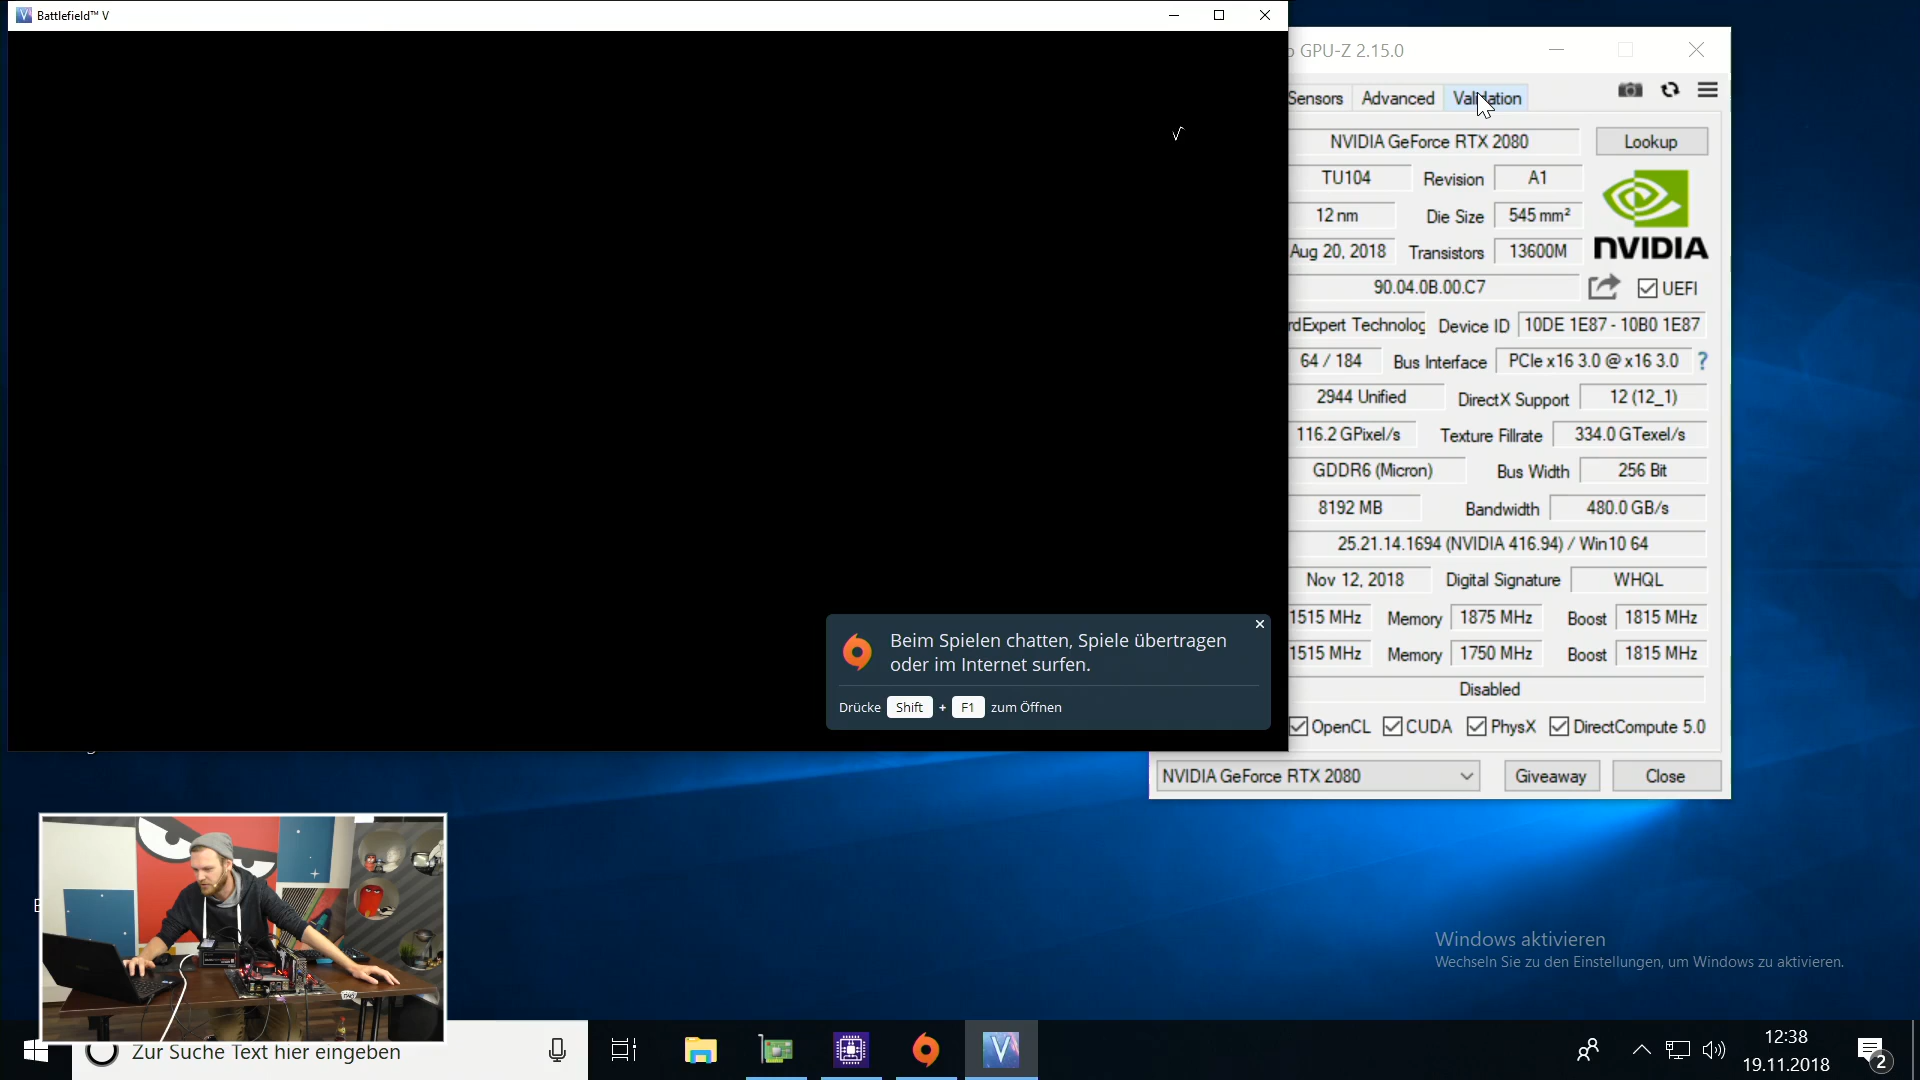 Battlefield™ V
GPU-Z 2.15.0
Sensors Advanced Validation
NVIDIA GeForce RTX 2080 Lookup
TU104 Revision A1
12 nm Die Size 545 mm²
Aug 20, 2018 Transistors 13600M
NVIDIA
90.04.0B.00.C7 UEFI
rdExpert Technolog Device ID 10DE 1E87 - 10B0 1E87
64 / 184 Bus Interface PCIe x16 3.0 @ x16 3.0 ?
2944 Unified DirectX Support 12 (12_1)
116.2 GPixel/s Texture Fillrate 334.0 GTexel/s
GDDR6 (Micron) Bus Width 256 Bit
8192 MB Bandwidth 480.0 GB/s
25.21.14.1694 (NVIDIA 416.94) / Win10 64
Nov 12, 2018 Digital Signature WHQL
1515 MHz Memory 1875 MHz Boost 1815 MHz
1515 MHz Memory 1750 MHz Boost 1815 MHz
Disabled
OpenCL CUDA PhysX DirectCompute 5.0
NVIDIA GeForce RTX 2080 Giveaway Close
Beim Spielen chatten, Spiele übertragen
oder im Internet surfen.
Drücke Shift + F1 zum Öffnen
Windows aktivieren
Wechseln Sie zu den Einstellungen, um Windows zu aktivieren.
Zur Suche Text hier eingeben
V
12:38
19.11.2018
2